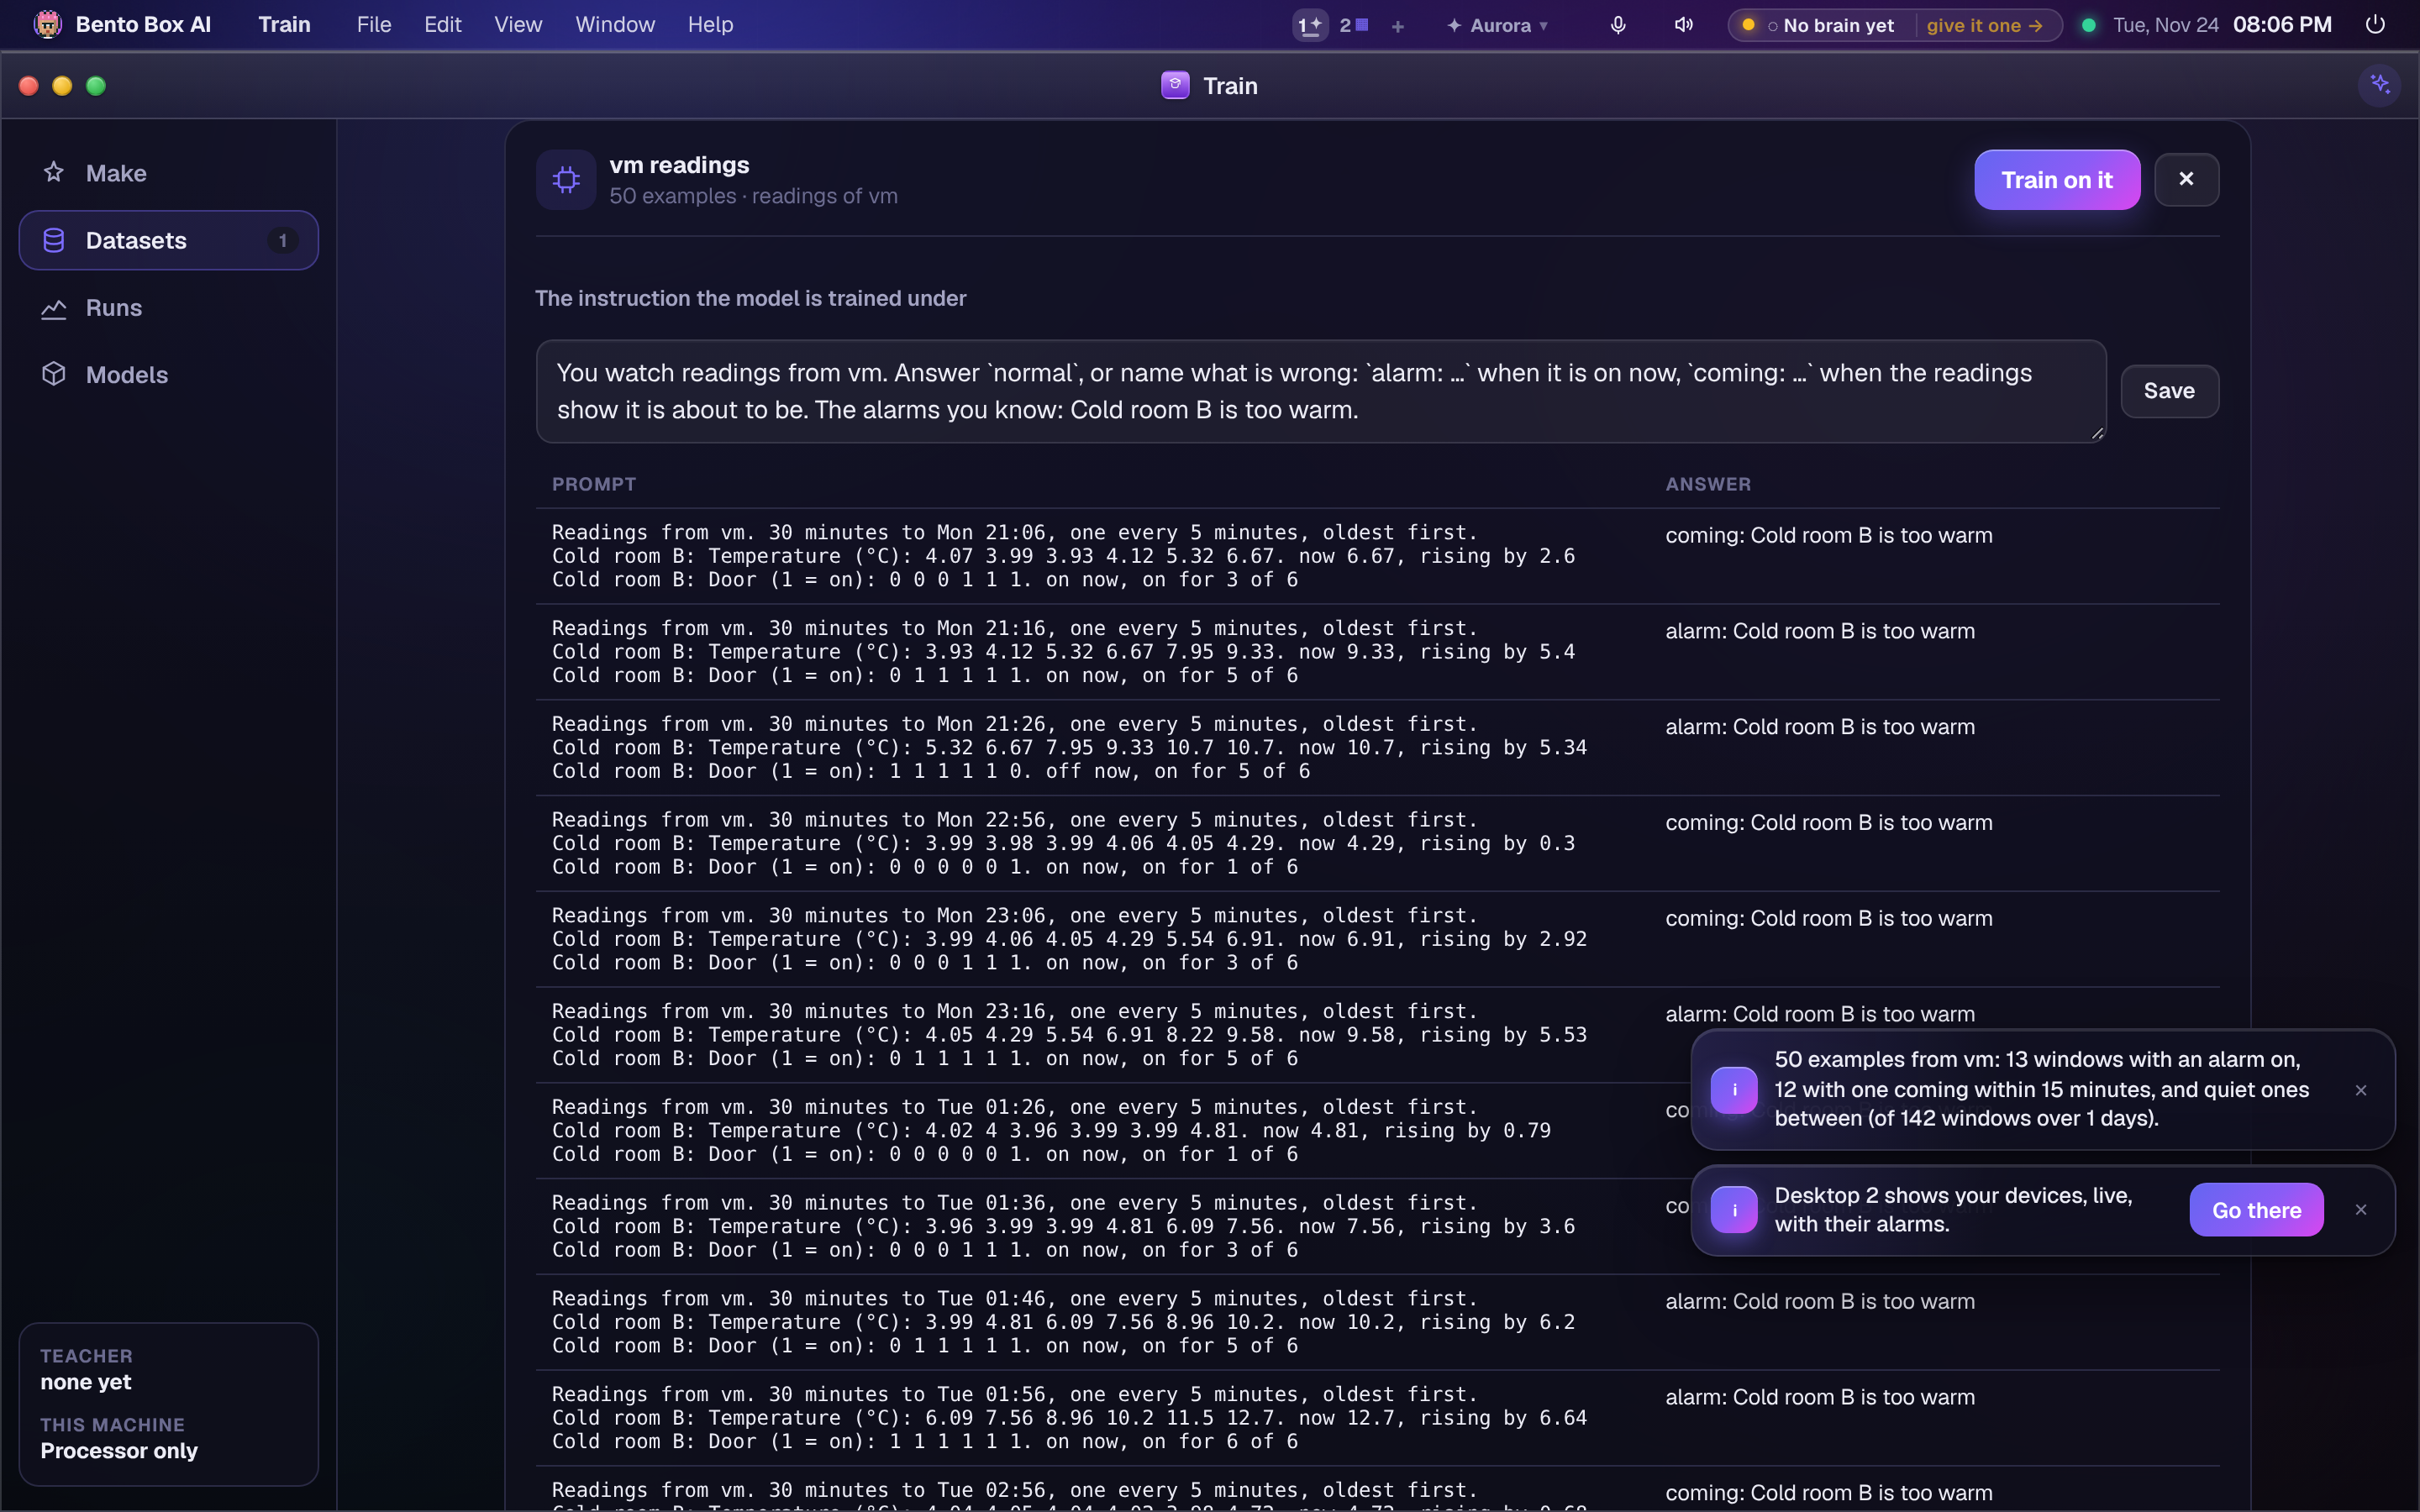 Bento Box AI Train File Edit View Window Help 1 2 + Aurora No brain yet give it one → Tue, Nov 24 08:06 PM
Train
Make
Datasets 1
Runs
Models
TEACHER
none yet
THIS MACHINE
Processor only
vm readings
50 examples · readings of vm
Train on it
The instruction the model is trained under
You watch readings from vm. Answer `normal`, or name what is wrong: `alarm: …` when it is on now, `coming: …` when the readings
show it is about to be. The alarms you know: Cold room B is too warm.
Save
PROMPT ANSWER
Readings from vm. 30 minutes to Mon 21:06, one every 5 minutes, oldest first. coming: Cold room B is too warm
Cold room B: Temperature (°C): 4.07 3.99 3.93 4.12 5.32 6.67. now 6.67, rising by 2.6
Cold room B: Door (1 = on): 0 0 0 1 1 1. on now, on for 3 of 6
Readings from vm. 30 minutes to Mon 21:16, one every 5 minutes, oldest first. alarm: Cold room B is too warm
Cold room B: Temperature (°C): 3.93 4.12 5.32 6.67 7.95 9.33. now 9.33, rising by 5.4
Cold room B: Door (1 = on): 0 1 1 1 1 1. on now, on for 5 of 6
Readings from vm. 30 minutes to Mon 21:26, one every 5 minutes, oldest first. alarm: Cold room B is too warm
Cold room B: Temperature (°C): 5.32 6.67 7.95 9.33 10.7 10.7. now 10.7, rising by 5.34
Cold room B: Door (1 = on): 1 1 1 1 1 0. off now, on for 5 of 6
Readings from vm. 30 minutes to Mon 22:56, one every 5 minutes, oldest first. coming: Cold room B is too warm
Cold room B: Temperature (°C): 3.99 3.98 3.99 4.06 4.05 4.29. now 4.29, rising by 0.3
Cold room B: Door (1 = on): 0 0 0 0 0 1. on now, on for 1 of 6
Readings from vm. 30 minutes to Mon 23:06, one every 5 minutes, oldest first. coming: Cold room B is too warm
Cold room B: Temperature (°C): 3.99 4.06 4.05 4.29 5.54 6.91. now 6.91, rising by 2.92
Cold room B: Door (1 = on): 0 0 0 1 1 1. on now, on for 3 of 6
Readings from vm. 30 minutes to Mon 23:16, one every 5 minutes, oldest first. alarm: Cold room B is too warm
Cold room B: Temperature (°C): 4.05 4.29 5.54 6.91 8.22 9.58. now 9.58, rising by 5.53
Cold room B: Door (1 = on): 0 1 1 1 1 1. on now, on for 5 of 6
Readings from vm. 30 minutes to Tue 01:26, one every 5 minutes, oldest first.
Cold room B: Temperature (°C): 4.02 4 3.96 3.99 3.99 4.81. now 4.81, rising by 0.79
Cold room B: Door (1 = on): 0 0 0 0 0 1. on now, on for 1 of 6
Readings from vm. 30 minutes to Tue 01:36, one every 5 minutes, oldest first.
Cold room B: Temperature (°C): 3.96 3.99 3.99 4.81 6.09 7.56. now 7.56, rising by 3.6
Cold room B: Door (1 = on): 0 0 0 1 1 1. on now, on for 3 of 6
Readings from vm. 30 minutes to Tue 01:46, one every 5 minutes, oldest first. alarm: Cold room B is too warm
Cold room B: Temperature (°C): 3.99 4.81 6.09 7.56 8.96 10.2. now 10.2, rising by 6.2
Cold room B: Door (1 = on): 0 1 1 1 1 1. on now, on for 5 of 6
Readings from vm. 30 minutes to Tue 01:56, one every 5 minutes, oldest first. alarm: Cold room B is too warm
Cold room B: Temperature (°C): 6.09 7.56 8.96 10.2 11.5 12.7. now 12.7, rising by 6.64
Cold room B: Door (1 = on): 1 1 1 1 1 1. on now, on for 6 of 6
Readings from vm. 30 minutes to Tue 02:56, one every 5 minutes, oldest first. coming: Cold room B is too warm
50 examples from vm: 13 windows with an alarm on,
12 with one coming within 15 minutes, and quiet ones
between (of 142 windows over 1 days).
Desktop 2 shows your devices, live,
with their alarms.
Go there